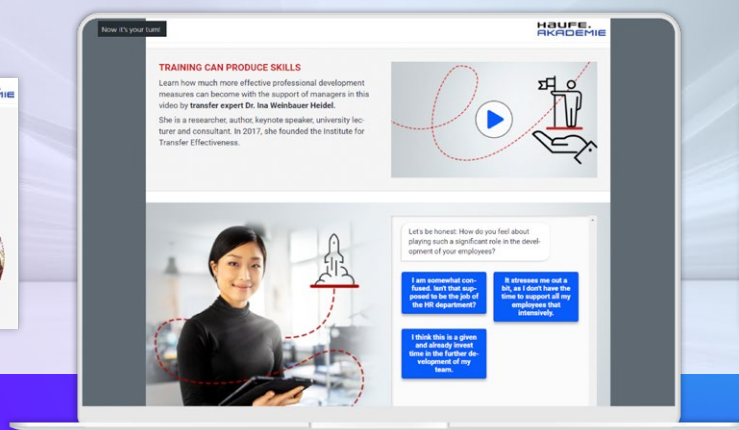 Now it's your turn!
HAUFE.
AKADEMIE
TRAINING CAN PRODUCE SKILLS
Learn how much more effective professional development
measures can become with the support of managers in this
video by transfer expert Dr. Ina Weinbauer Heidel.
She is a researcher, author, keynote speaker, university lec-
turer and consultant. In 2017, she founded the Institute for
Transfer Effectiveness.
Let's be honest: How do you feel about
playing such a significant role in the devel-
opment of your employees?
I am somewhat con-
fused. Isn't that sup-
posed to be the job of
the HR department?
It stresses me out a
bit, as I don't have the
time to support all my
employees that
intensively.
I think this is a given
and already invest
time in the further de-
velopment of my
team.